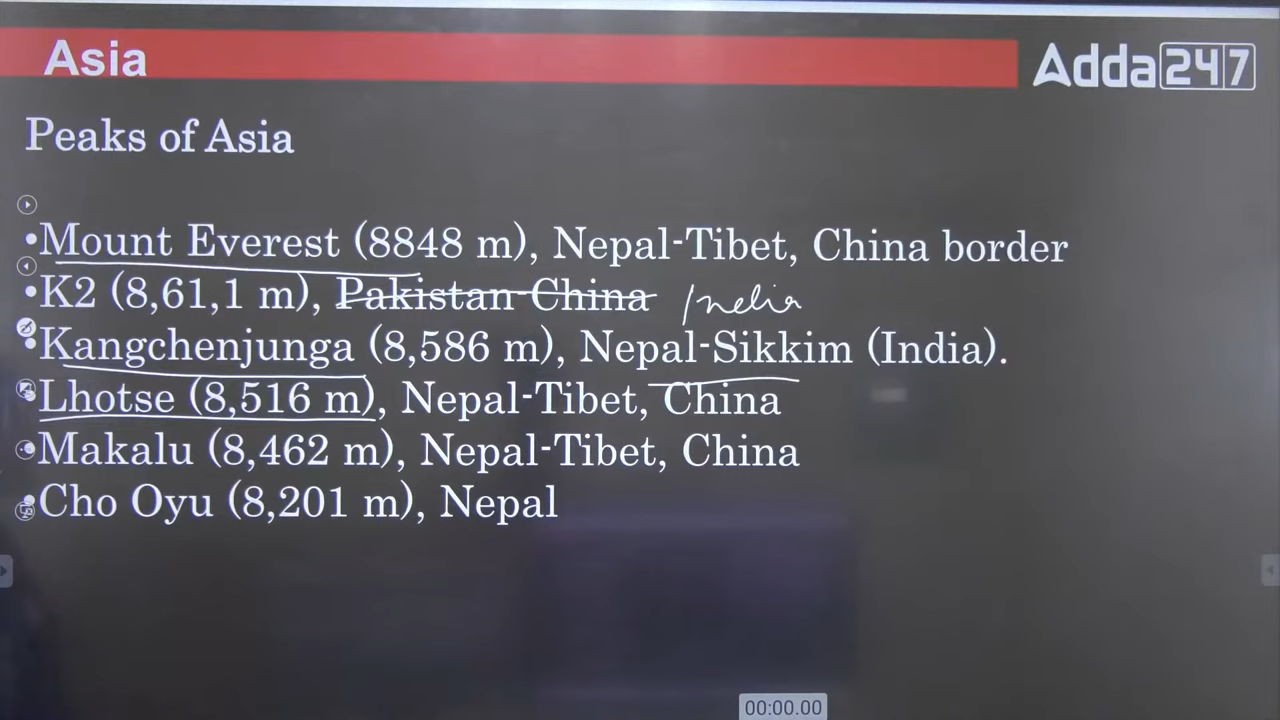 Asia
Adda247
Peaks of Asia
•Mount Everest (8848 m), Nepal-Tibet, China border
•K2 (8,61,1 m), Pakistan-China India
•Kangchenjunga (8,586 m), Nepal-Sikkim (India).
•Lhotse (8,516 m), Nepal-Tibet, China
•Makalu (8,462 m), Nepal-Tibet, China
•Cho Oyu (8,201 m), Nepal
00:00.00